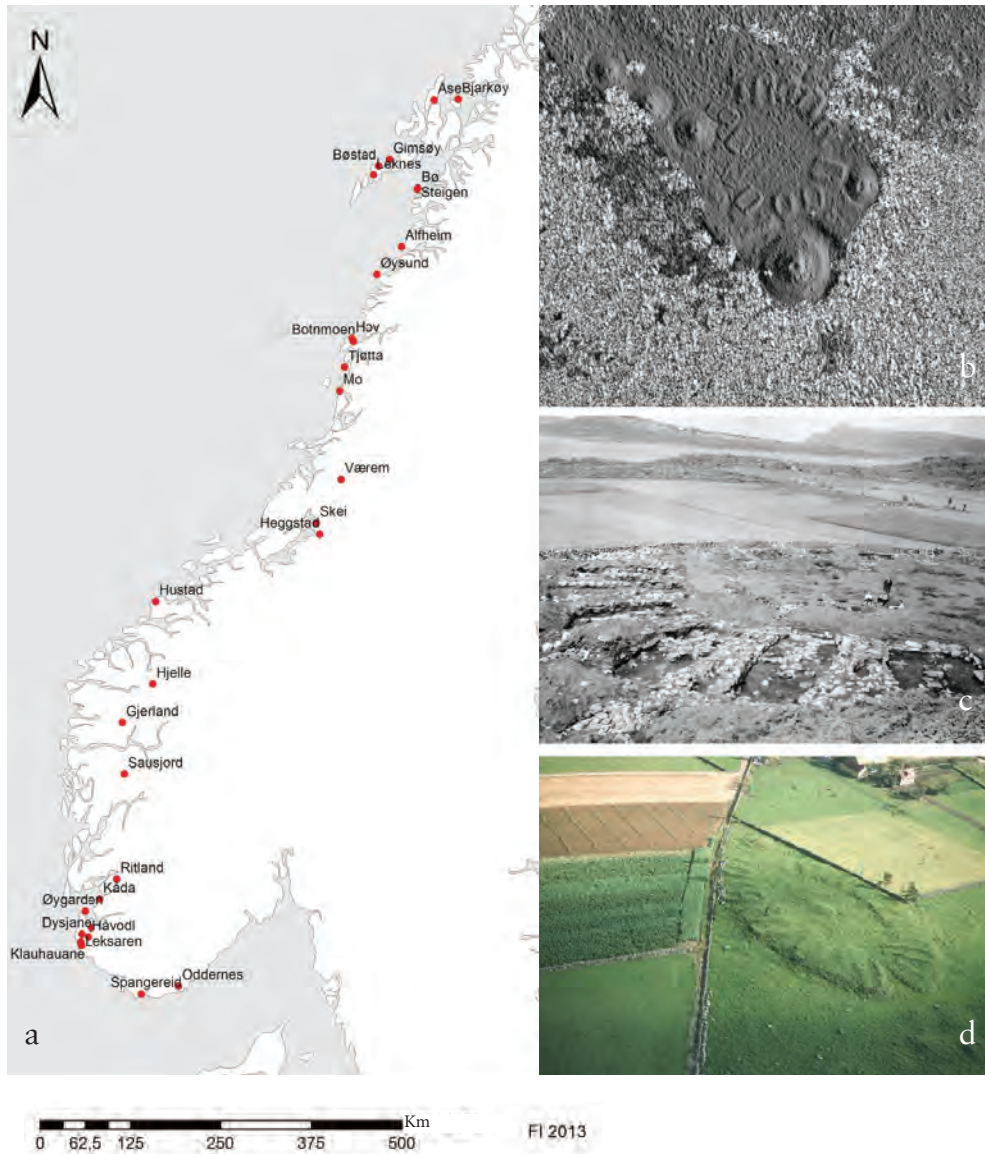 N
Åse Bjarkøy
Gimsøy
Bøstad
Leknes
Bø
Steigen
Alfheim
Øysund
Botnmoen Hov
Tjøtta
Mo
Værem
Skei
Heggstad
Hustad
Hjelle
Gjerland
Sausjord
Ritland
Kåda
Øygarden
Dysjane Håvodl
Leksaren
Klauhauane
Spangereid
Oddernes
a
b
c
d
Km
0 62,5 125 250 375 500
FI 2013